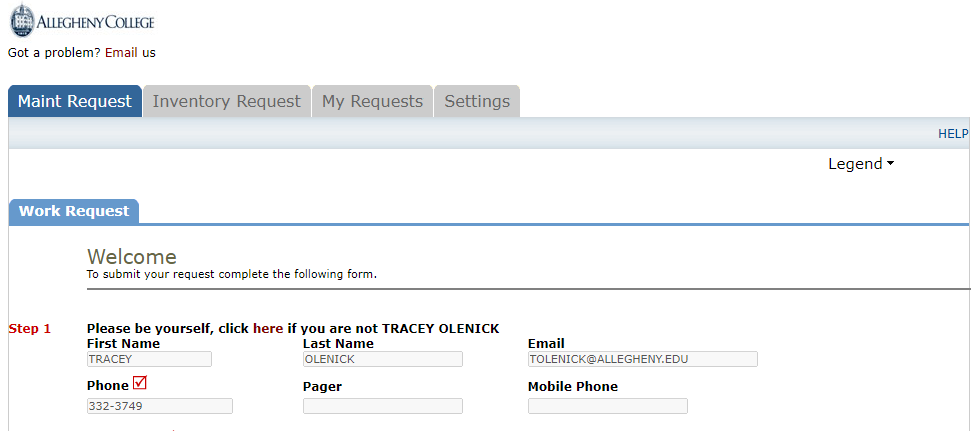 ALLEGHENY COLLEGE
Got a problem? Email us
Maint Request Inventory Request My Requests Settings
HELP
Legend
Work Request
Welcome
To submit your request complete the following form.
Step 1 Please be yourself, click here if you are not TRACEY OLENICK
First Name Last Name Email
TRACEY OLENICK TOLENICK@ALLEGHENY.EDU
Phone Pager Mobile Phone
332-3749